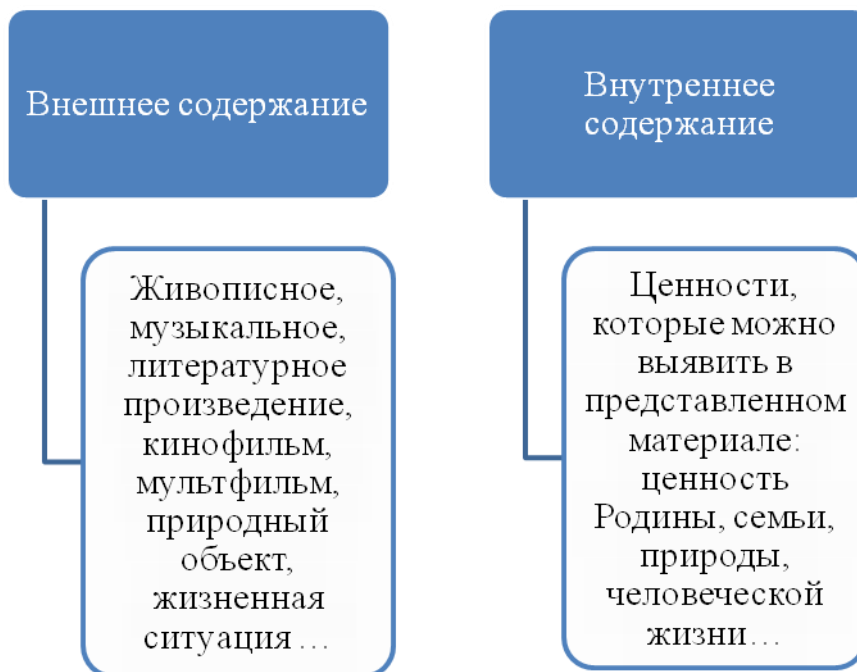 Внешнее содержание
Живописное,
музыкальное,
литературное
произведение,
кинофильм,
мультфильм,
природный
объект,
жизненная
ситуация …
Внутреннее
содержание
Ценности,
которые можно
выявить в
представленном
материале:
ценность
Родины, семьи,
природы,
человеческой
жизни…